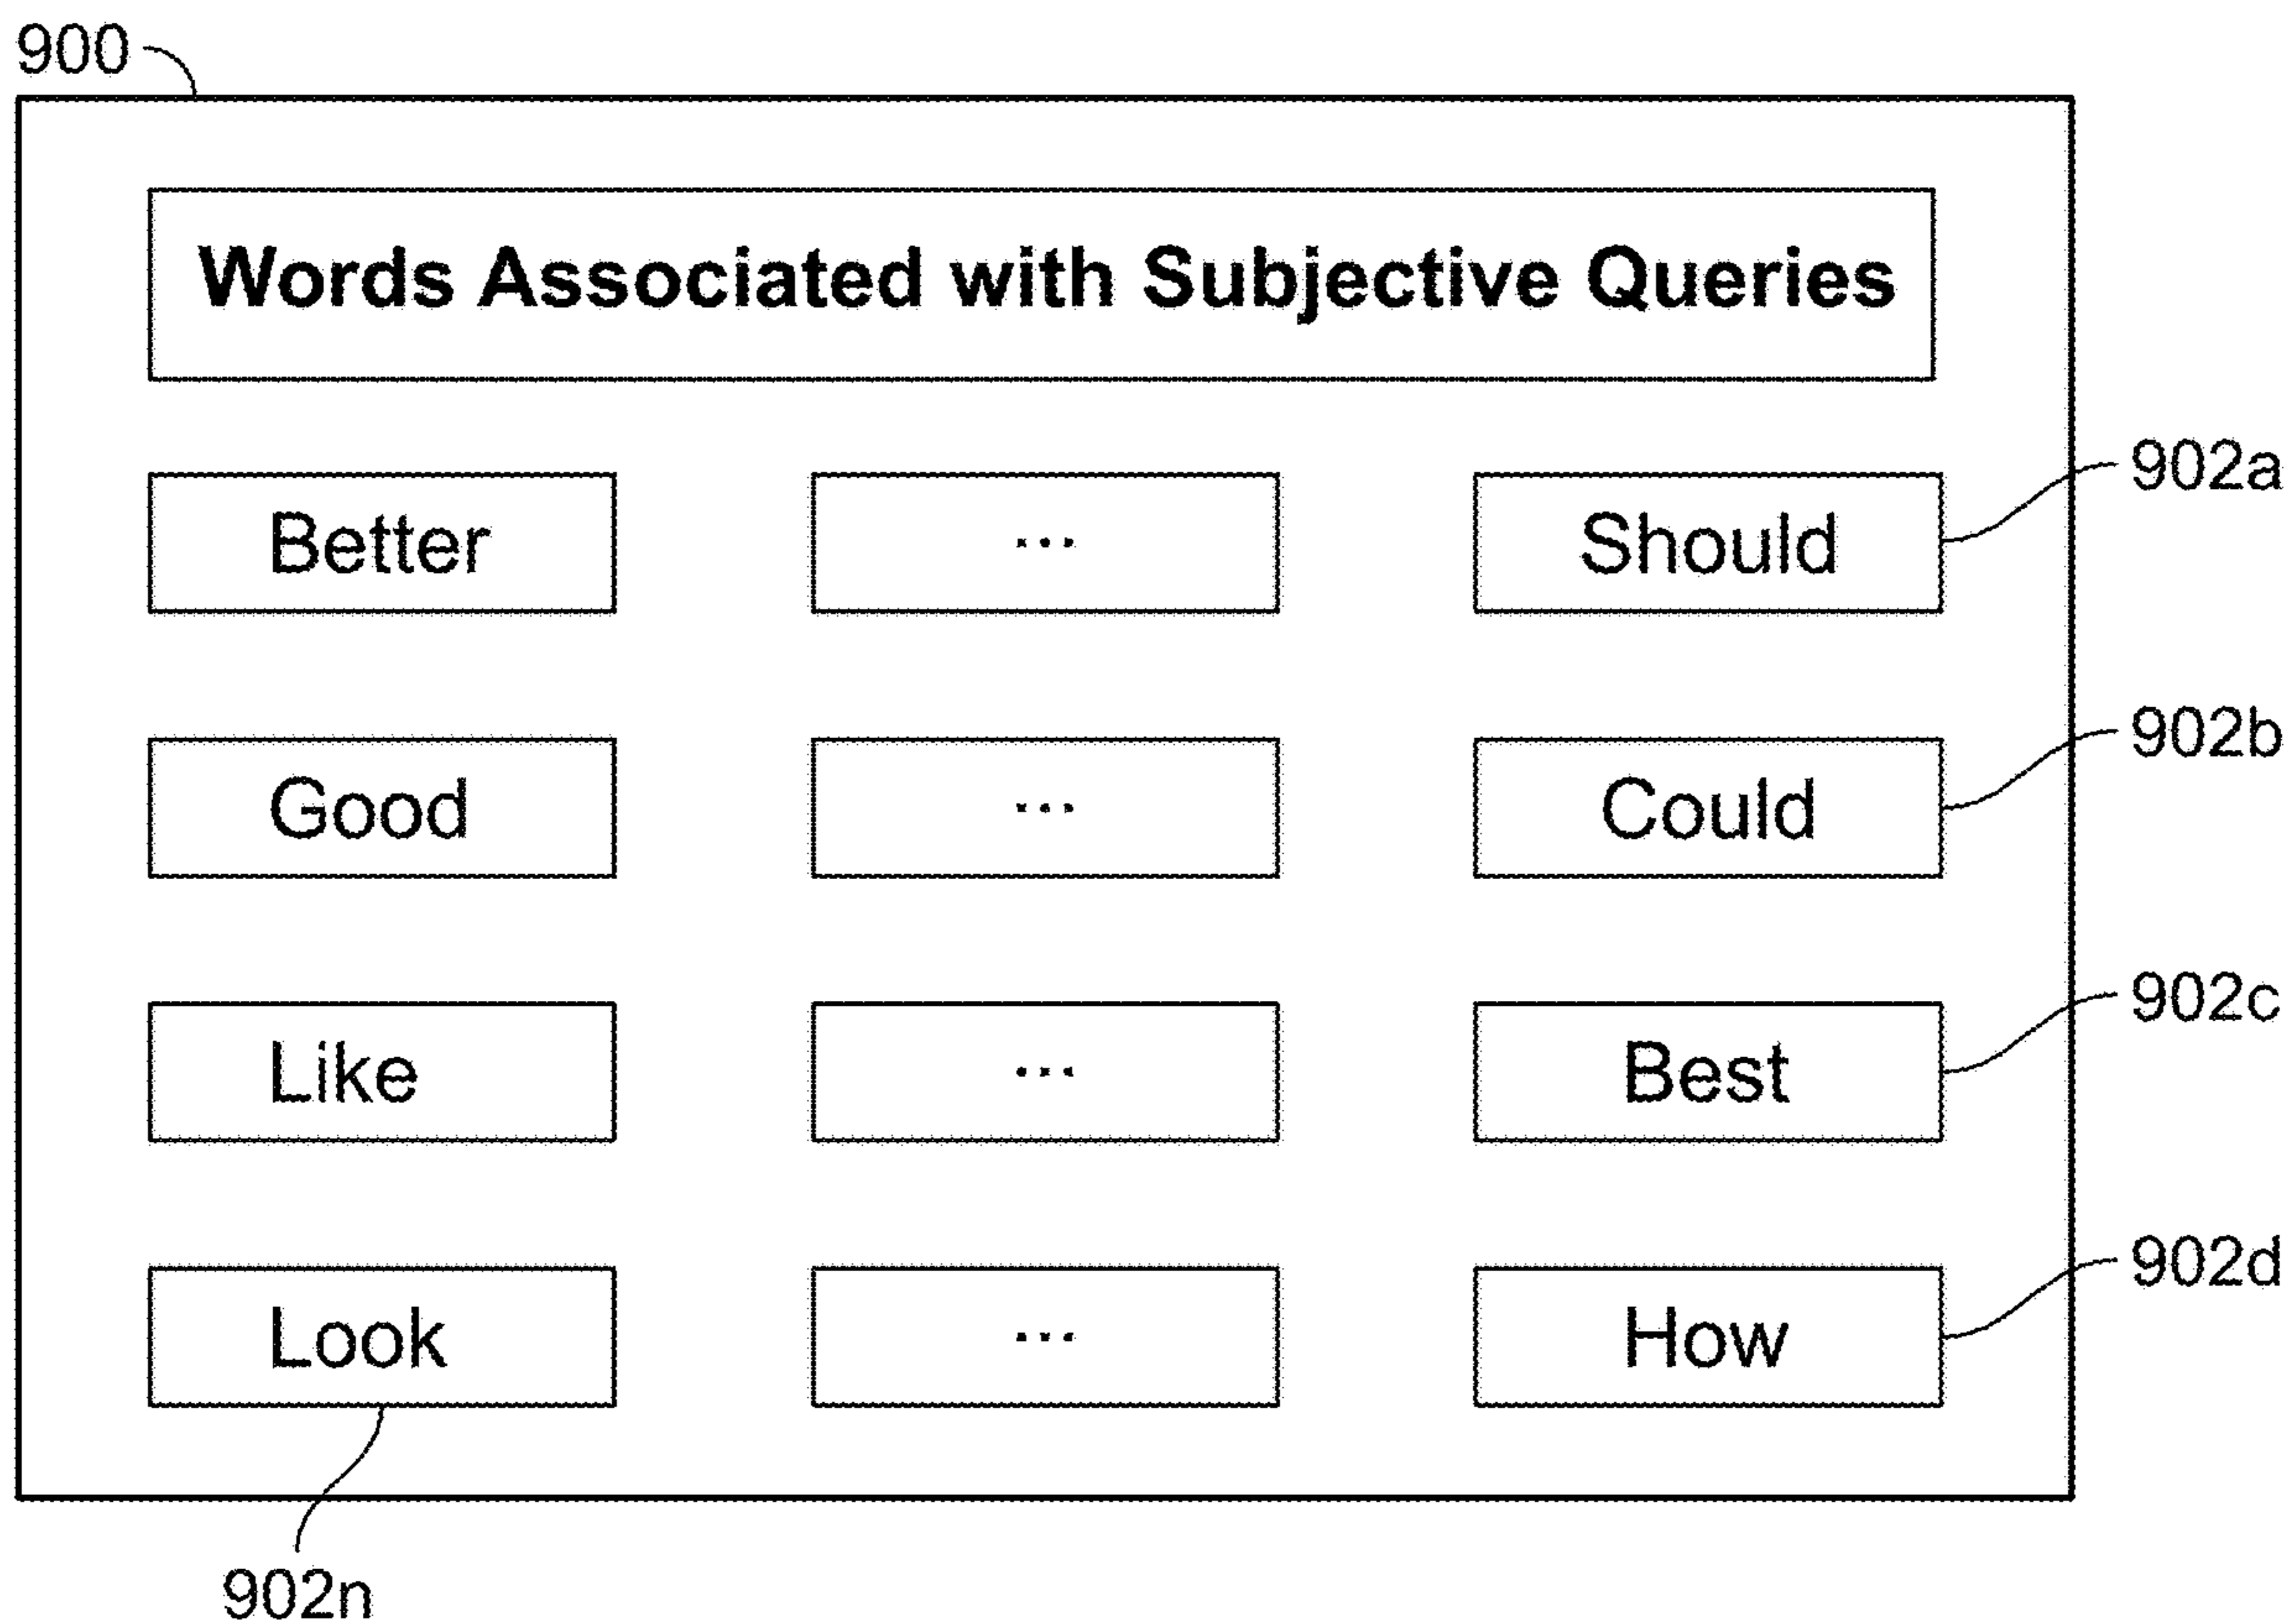 900
Words Associated with Subjective Queries
Better ... Should 902a
Good ... Could 902b
Like ... Best 902c
Look ... How 902d
902n